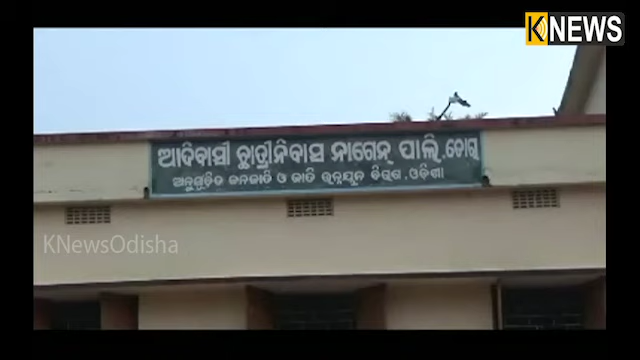 KNEWS
ଆଦିବାସୀ ଛାତ୍ରୀନିବାସ ନାଗେନ୍ ପାଲି,
ଅନୁସୂଚିତ ଜନଜାତି ଓ ଜାତି ଉନ୍ନୟନ ବିଭାଗ, ଓଡ଼ିଶା
KNewsOdisha